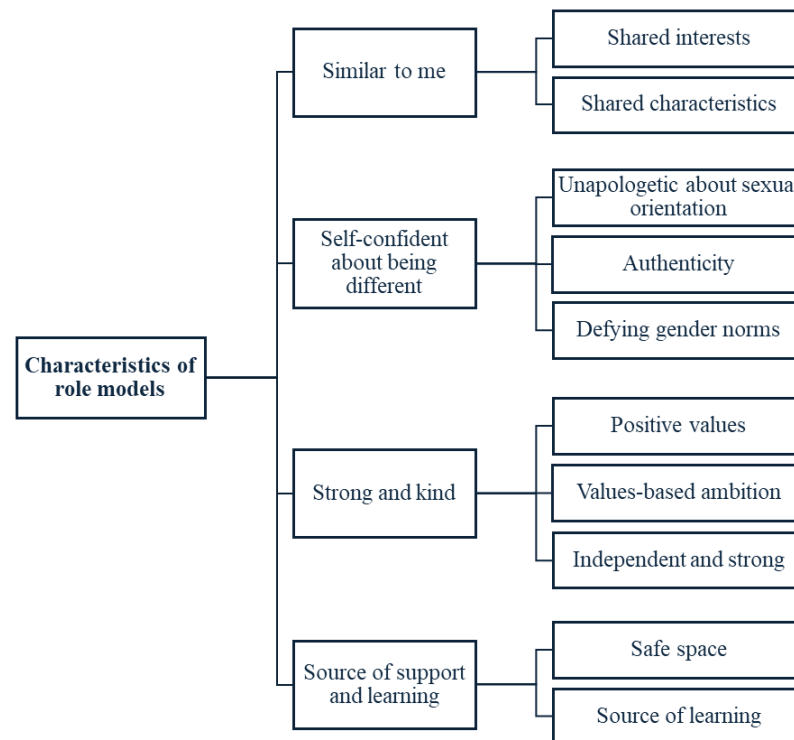 Characteristics of
role models
Similar to me
Shared interests
Shared characteristics
Self-confident
about being
different
Unapologetic about sexua
orientation
Authenticity
Defying gender norms
Strong and kind
Positive values
Values-based ambition
Independent and strong
Source of support
and learning
Safe space
Source of learning